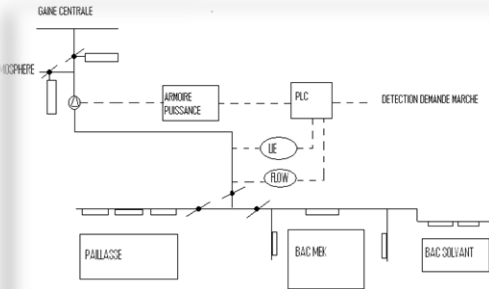 GAINE CENTRALE
MOSPHERE
ARMOIRE
PUISSANCE
PLC
DETECTION DEMANDE MARCHE
LIE
FLOW
PAILLASSE
BAC MEK
BAC SOLVANT